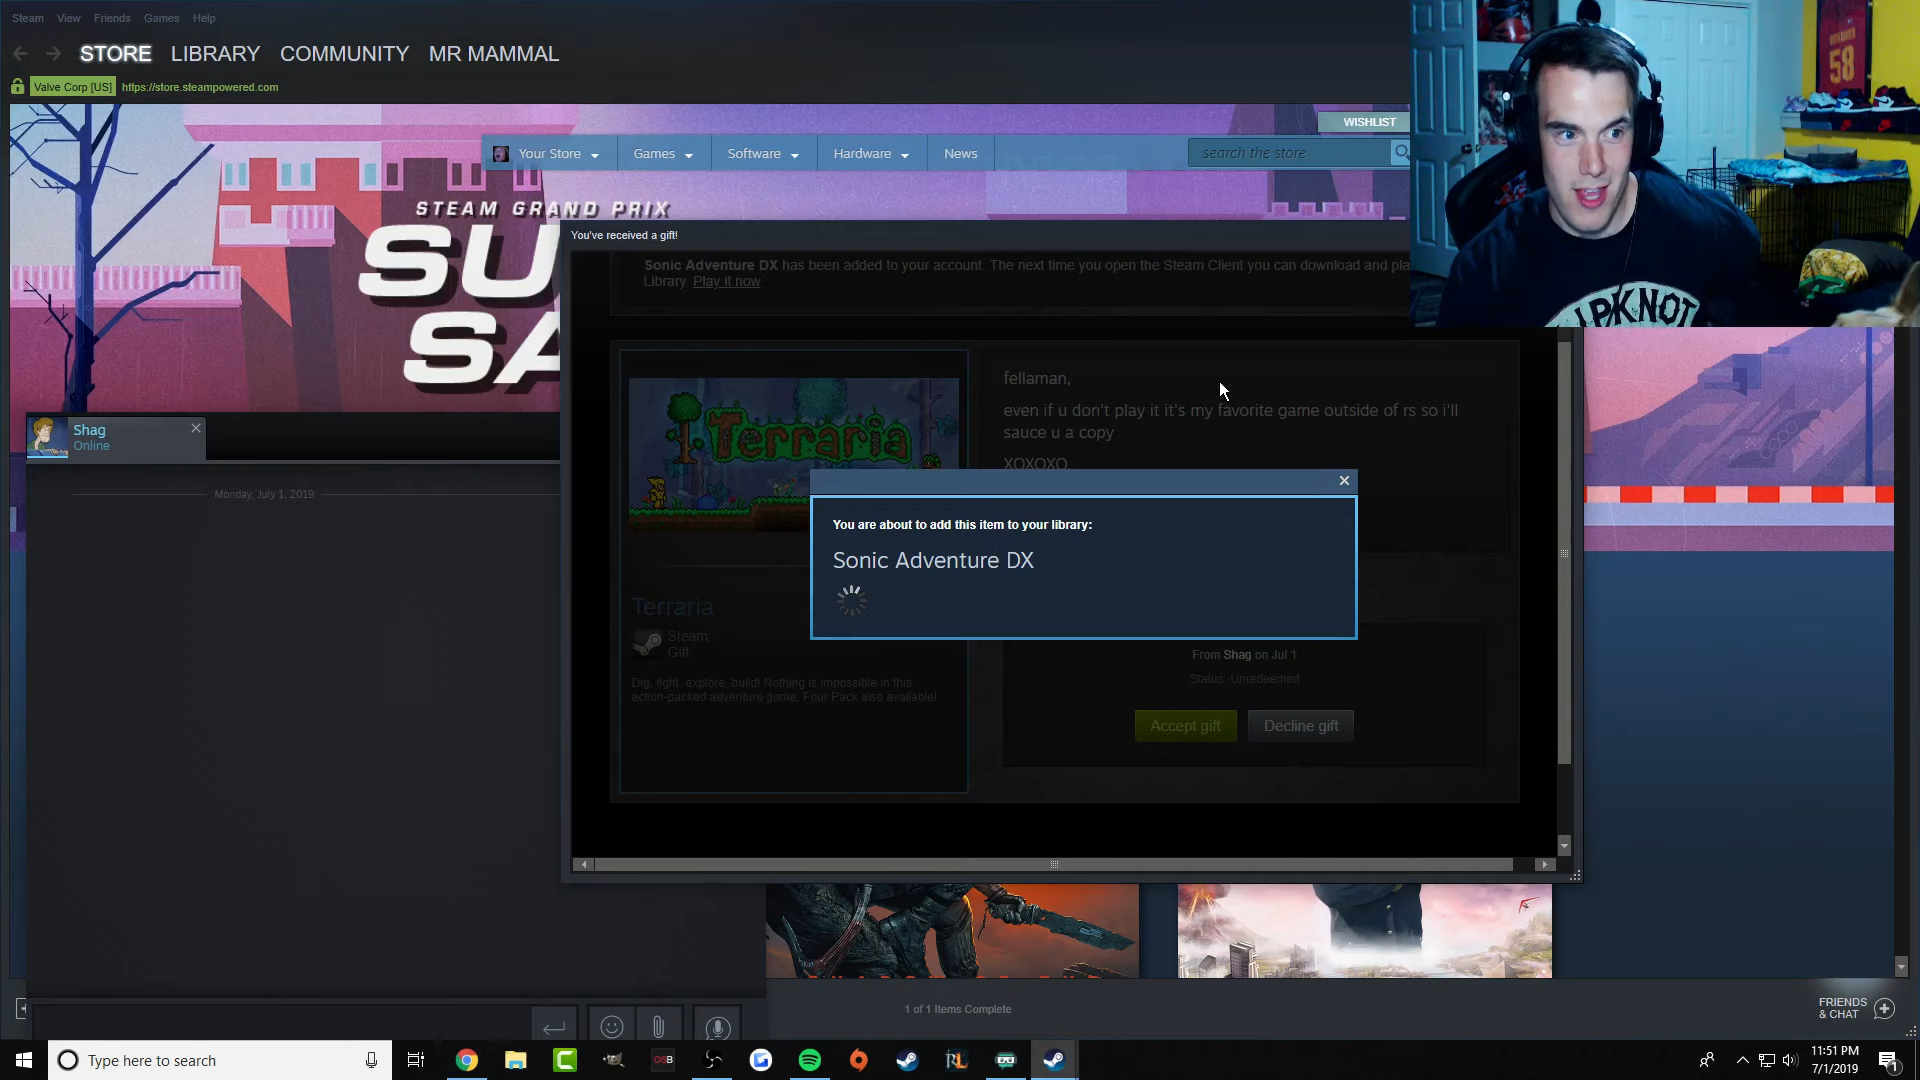 Steam View Friends Games Help
STORE LIBRARY COMMUNITY MR MAMMAL
Valve Corp [US] https://store.steampowered.com
58
WISHLIST
Your Store Games Software Hardware News search the store
STEAM GRAND PRIX
SU
SA
LIPKNOT
You've received a gift!
Sonic Adventure DX has been added to your account. The next time you open the Steam Client you can download and pla
Library. Play it now
Shag
Online
Monday, July 1, 2019
Terraria
fellaman,
even if u don't play it it's my favorite game outside of rs so i'll
sauce u a copy
XOXOXO,
You are about to add this item to your library:
Sonic Adventure DX
Terraria
Steam
Gift
Dig, fight, explore, build! Nothing is impossible in this
action-packed adventure game. Four Pack also available!
From Shag on Jul 1
Status: Unredeemed
Accept gift Decline gift
1 of 1 Items Complete
FRIENDS
& CHAT
Type here to search
OSB
RL
11:51 PM
7/1/2019
1